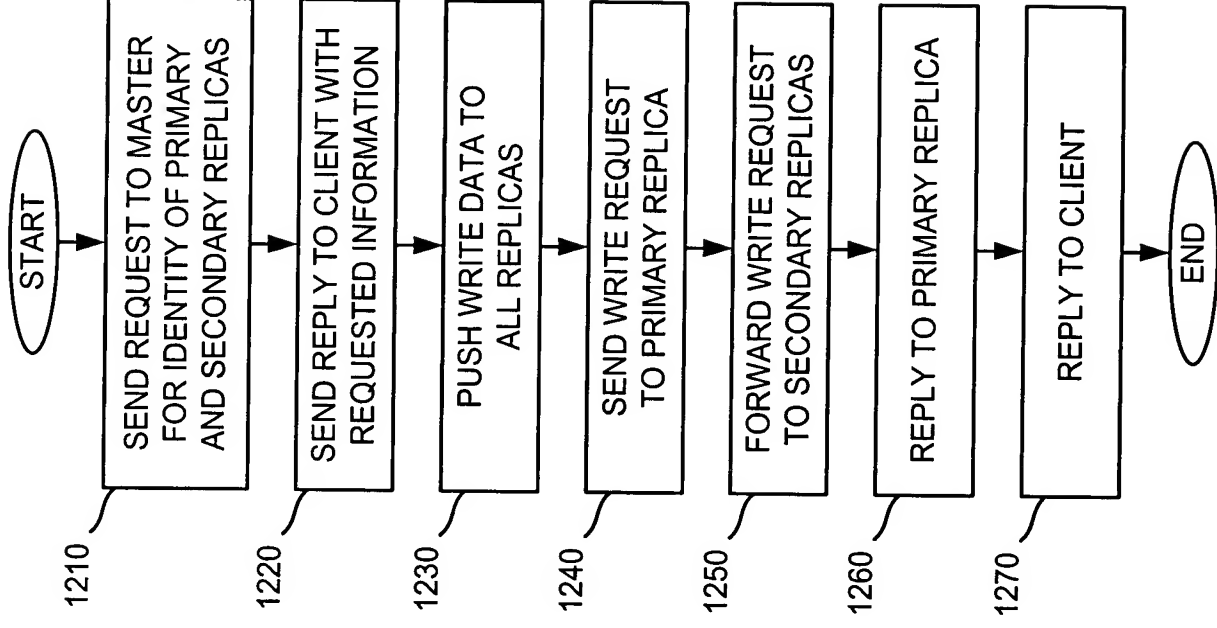 START
1210
SEND REQUEST TO MASTER
FOR IDENTITY OF PRIMARY
AND SECONDARY REPLICAS
1220
SEND REPLY TO CLIENT WITH
REQUESTED INFORMATION
1230
PUSH WRITE DATA TO
ALL REPLICAS
1240
SEND WRITE REQUEST
TO PRIMARY REPLICA
1250
FORWARD WRITE REQUEST
TO SECONDARY REPLICAS
1260
REPLY TO PRIMARY REPLICA
1270
REPLY TO CLIENT
END